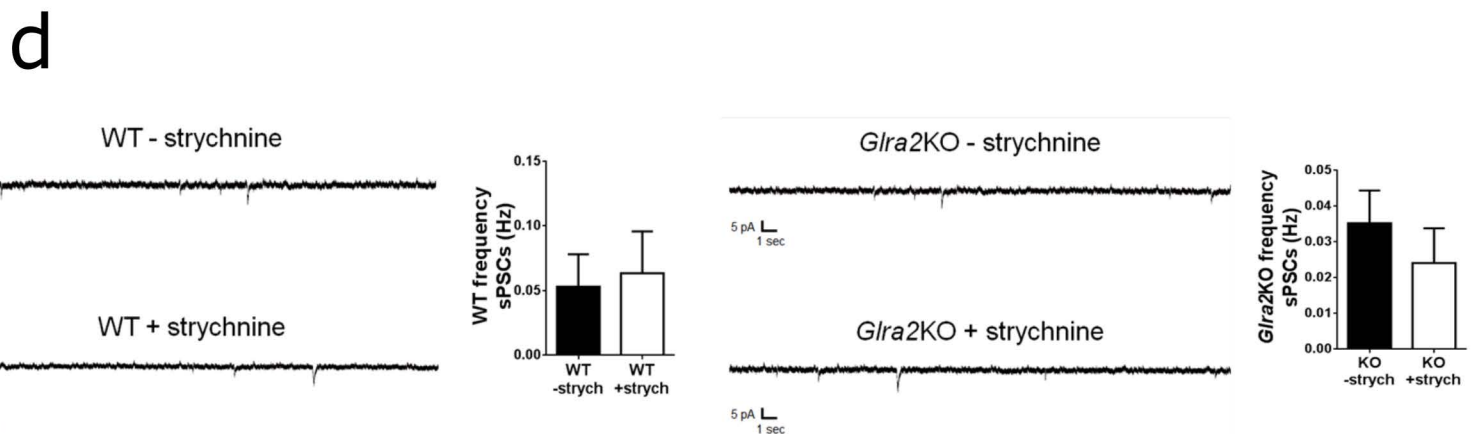 d
WT - strychnine
WT + strychnine
WT frequency
sPSCs (Hz)
0.15
0.10
0.05
0.00
WT
-strych
WT
+strych
Glra2KO - strychnine
5 pA
1 sec
Glra2KO + strychnine
5 pA
1 sec
Glra2KO frequency
sPSCs (Hz)
0.05
0.04
0.03
0.02
0.01
0.00
KO
-strych
KO
+strych